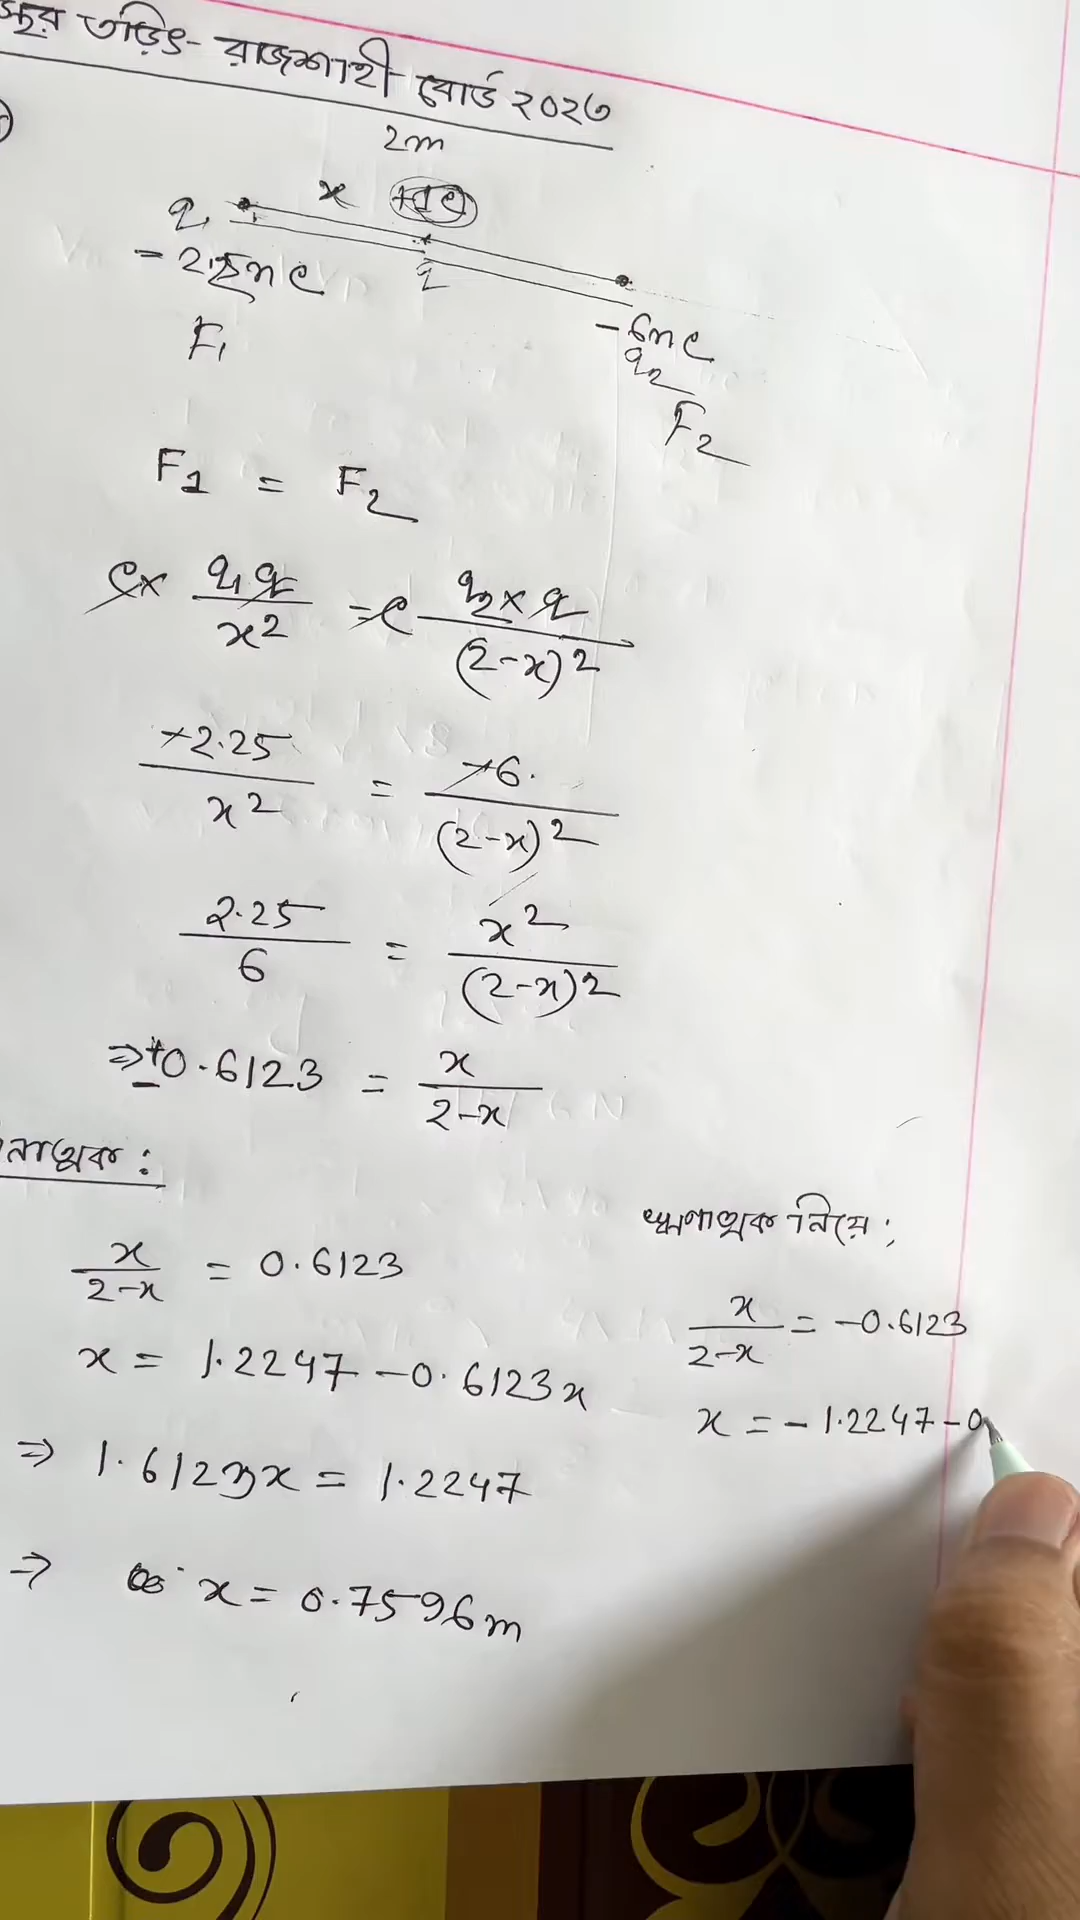 তড়িৎ- রাজশাহী বোর্ড ২০২৩
2m
x
q₁ q
F₁
-6nC
q₂
F₂
F₁ = F₂
q₁q/x² = q₂×q/(2-x)²
-2.25/x² = -6/(2-x)²
2.25/6 = x²/(2-x)²
⇒ ±0.6123 = x/2-x
নাত্মক:
x/2-x = 0.6123
x = 1.2247 -0.6123x
⇒ 1.6123x = 1.2247
⇒ x = 0.7596m
ঋণাত্মক নিয়ে;
x/2-x = -0.6123
x = - 1.2247 - 0